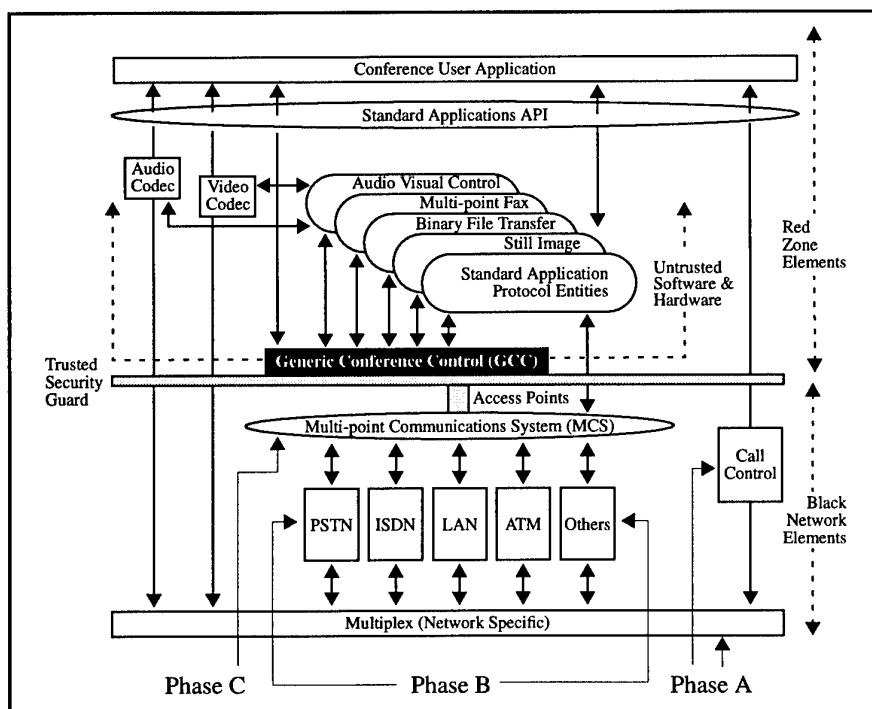 Conference User Application
Standard Applications API
Audio
Codec
Video
Codec
Audio Visual Control
Multi-point Fax
Binary File Transfer
Still Image
Standard Application
Protocol Entities
Untrusted
Software &
Hardware
Red
Zone
Elements
Generic Conference Control (GCC)
Trusted
Security
Guard
Access Points
Multi-point Communications System (MCS)
Call
Control
PSTN
ISDN
LAN
ATM
Others
Black
Network
Elements
Multiplex (Network Specific)
Phase C
Phase B
Phase A